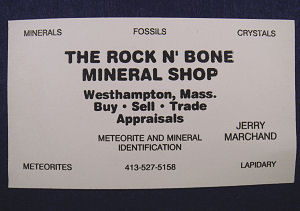 MINERALS FOSSILS CRYSTALS
THE ROCK N' BONE
MINERAL SHOP
Westhampton, Mass.
Buy • Sell • Trade
Appraisals
METEORITE AND MINERAL
IDENTIFICATION
JERRY
MARCHAND
METEORITES 413-527-5158 LAPIDARY